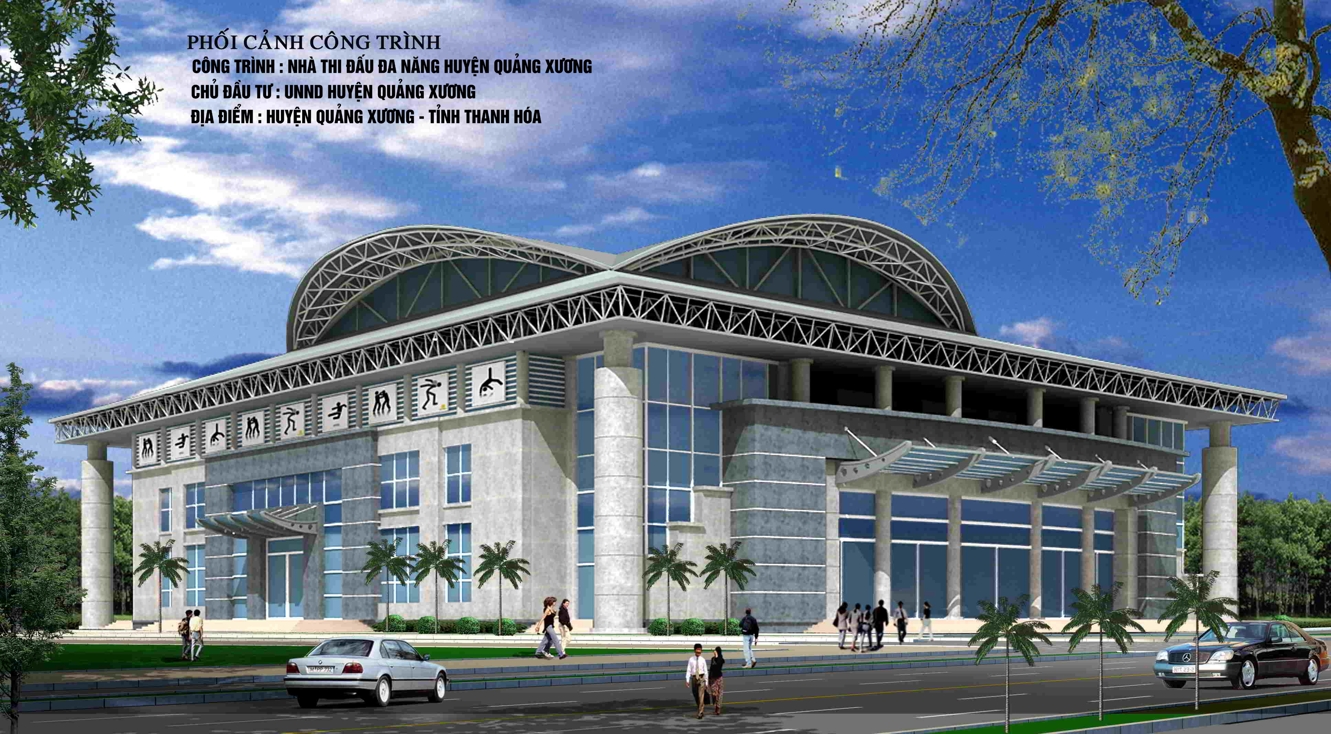 PHỐI CẢNH CÔNG TRÌNH
CÔNG TRÌNH : NHÀ THI ĐẤU ĐA NĂNG HUYỆN QUẢNG XƯƠNG
CHỦ ĐẦU TƯ : UNND HUYỆN QUẢNG XƯƠNG
ĐỊA ĐIỂM : HUYỆN QUẢNG XƯƠNG - TỈNH THANH HÓA